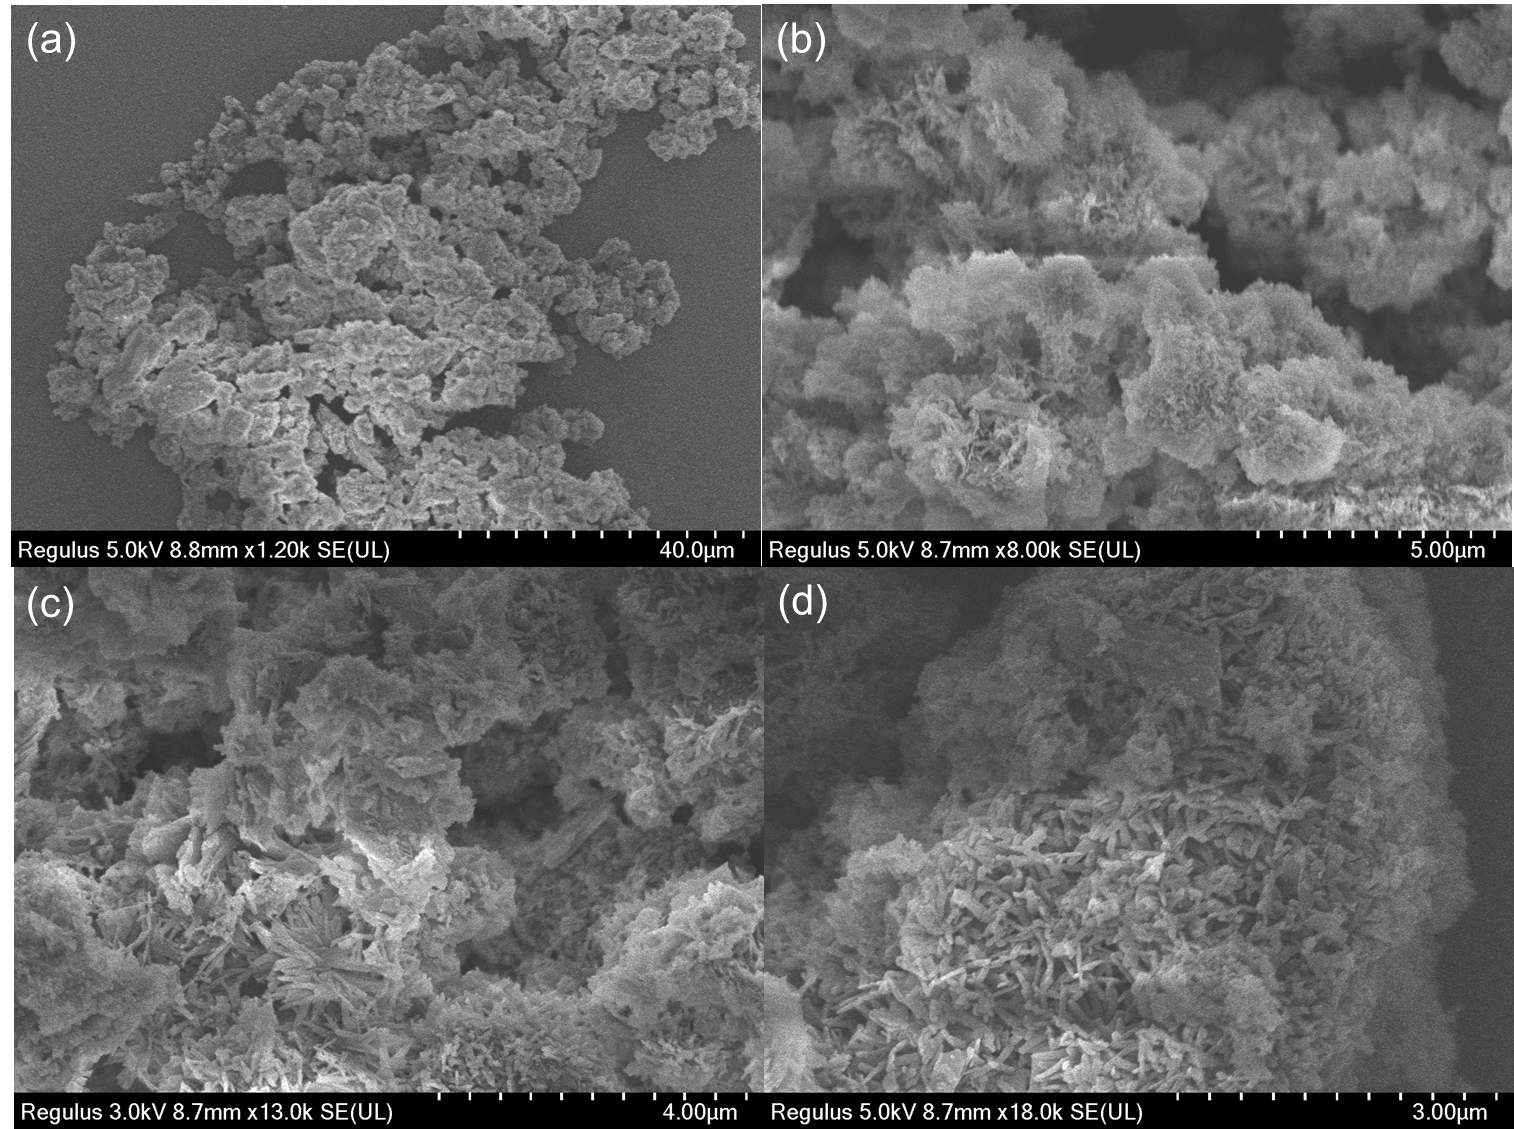 (a)
(b)
Regulus 5.0kV 8.8mm x1.20k SE(UL) 40.0µm
Regulus 5.0kV 8.7mm x8.00k SE(UL) 5.00µm
(c)
(d)
Regulus 3.0kV 8.7mm x13.0k SE(UL) 4.00µm
Regulus 5.0kV 8.7mm x18.0k SE(UL) 3.00µm